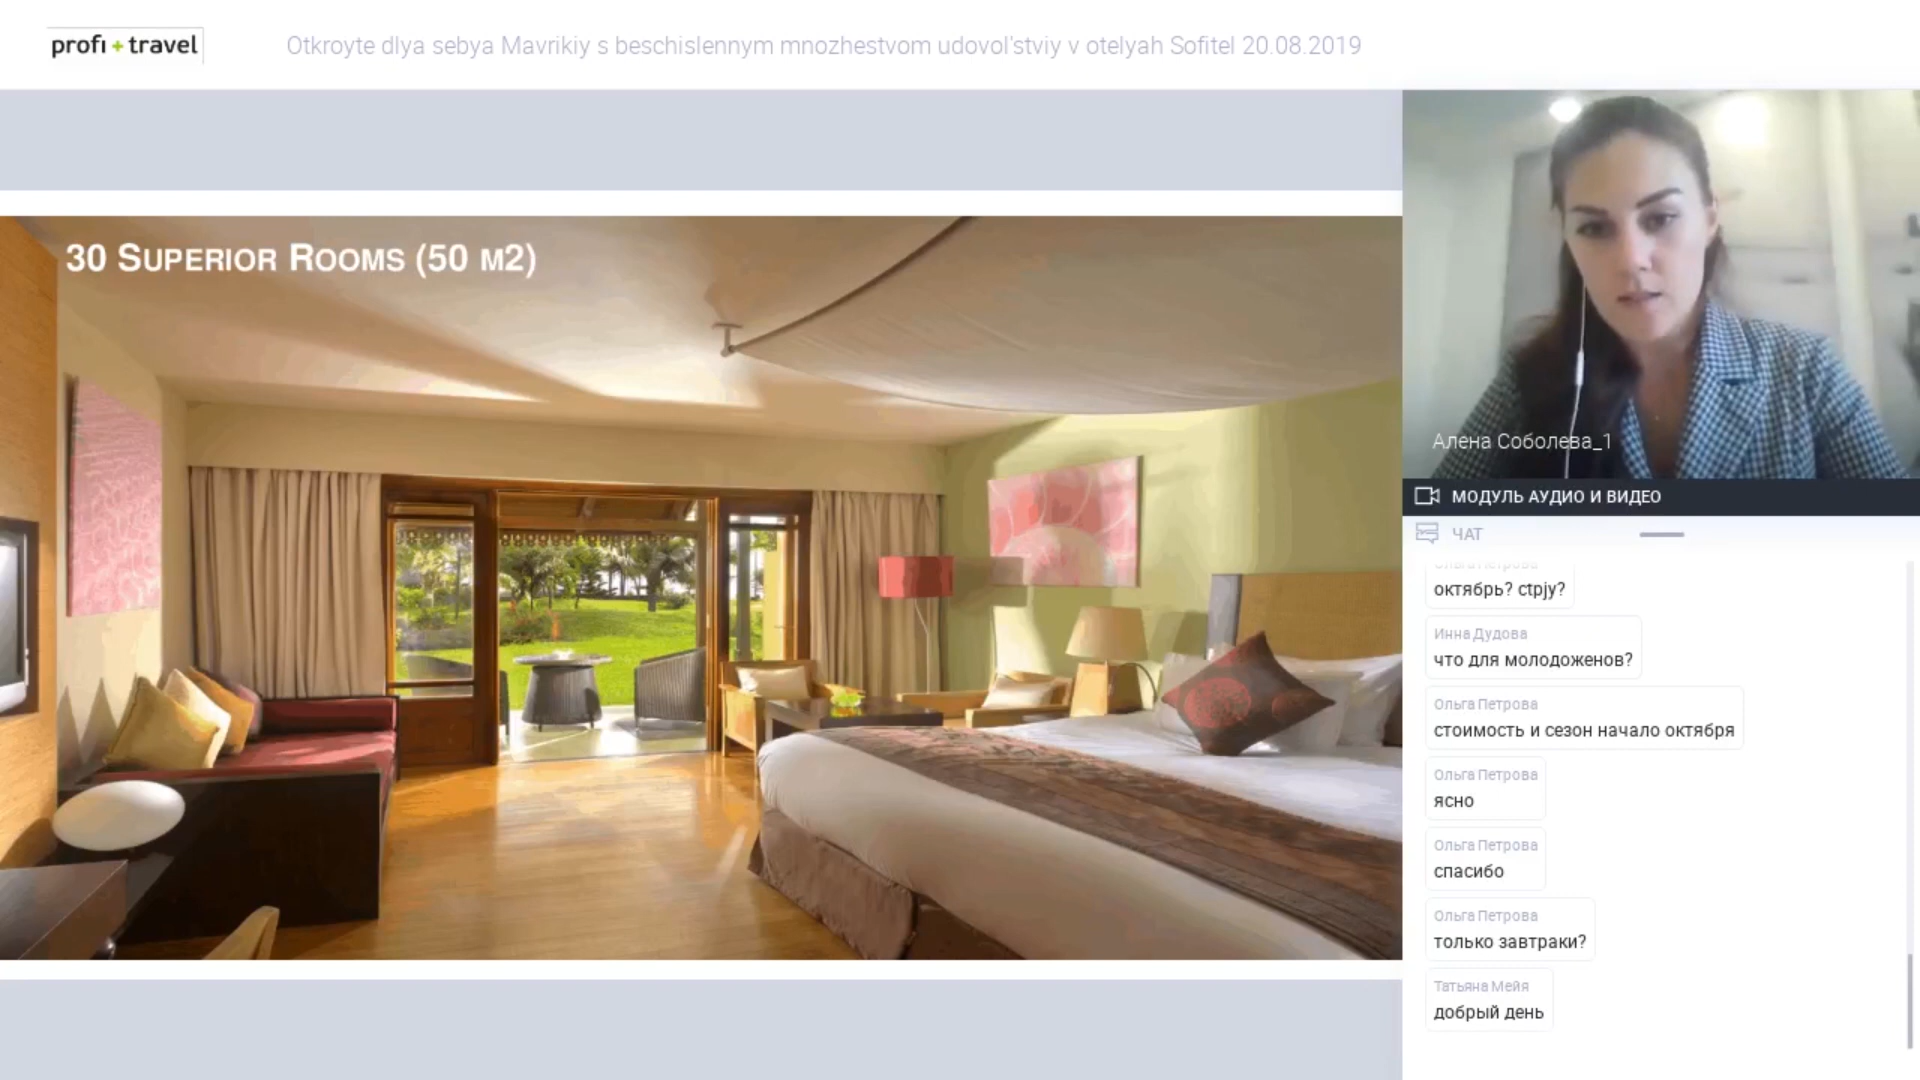 profi + travel
Otkroyte dlya sebya Mavrikiy s beschislennym mnozhestvom udovol'stviy v otelyah Sofitel 20.08.2019
30 Superior Rooms (50 м2)
Алена Соболева_1
МОДУЛЬ АУДИО И ВИДЕО
ЧАТ
Ольга Петрова
октябрь? ctpjy?
Инна Дудова
что для молодоженов?
Ольга Петрова
стоимость и сезон начало октября
Ольга Петрова
ясно
Ольга Петрова
спасибо
Ольга Петрова
только завтраки?
Татьяна Мейя
добрый день